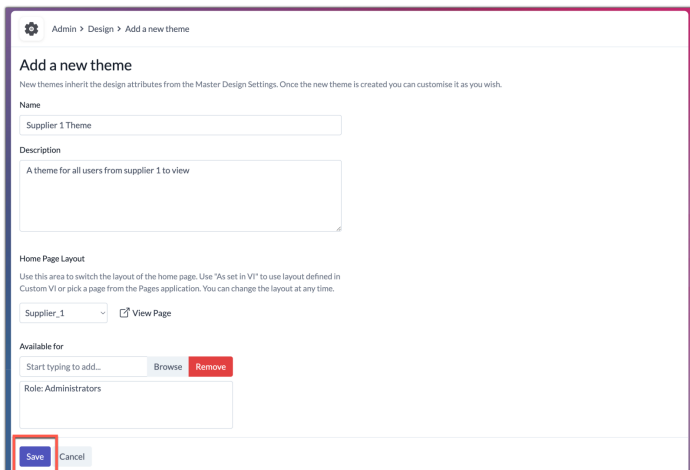 Admin > Design > Add a new theme
Add a new theme
New themes inherit the design attributes from the Master Design Settings. Once the new theme is created you can customise it as you wish.
Name
Supplier 1 Theme
Description
A theme for all users from supplier 1 to view
Home Page Layout
Use this area to switch the layout of the home page. Use "As set in VI" to use layout defined in
Custom VI or pick a page from the Pages application. You can change the layout at any time.
Supplier_1 View Page
Available for
Start typing to add... Browse Remove
Role: Administrators
Save Cancel